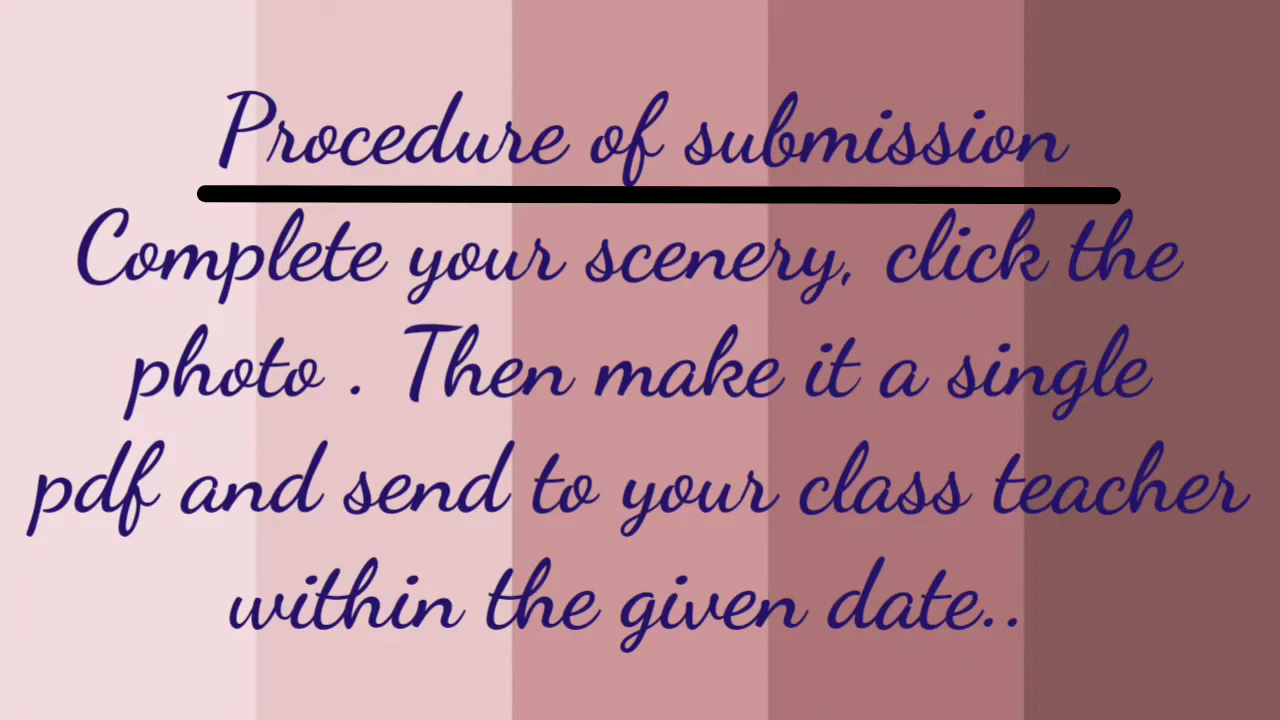 Procedure of submission
Complete your scenery, click the
photo . Then make it a single
pdf and send to your class teacher
within the given date..